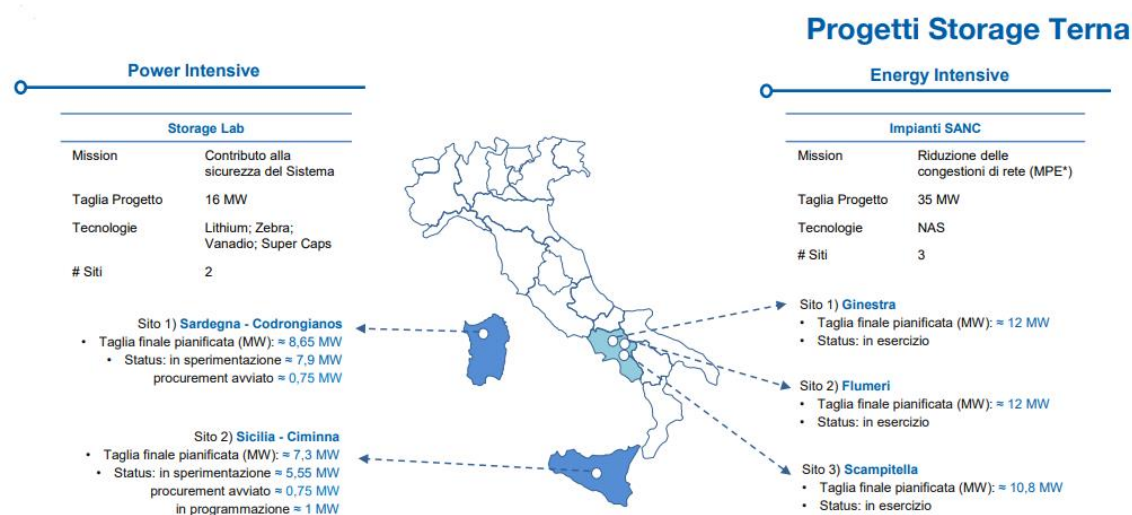 Progetti Storage Terna
Power Intensive
Storage Lab
Mission Contributo alla
sicurezza del Sistema
Taglia Progetto 16 MW
Tecnologie Lithium; Zebra;
Vanadio; Super Caps
# Siti 2
Sito 1) Sardegna - Codrongianos
• Taglia finale pianificata (MW): ≈ 8,65 MW
• Status: in sperimentazione ≈ 7,9 MW
procurement avviato ≈ 0,75 MW
Sito 2) Sicilia - Ciminna
• Taglia finale pianificata (MW): ≈ 7,3 MW
• Status: in sperimentazione ≈ 5,55 MW
procurement avviato ≈ 0,75 MW
in programmazione ≈ 1 MW
Energy Intensive
Impianti SANC
Mission Riduzione delle
congestioni di rete (MPE*)
Taglia Progetto 35 MW
Tecnologie NAS
# Siti 3
Sito 1) Ginestra
• Taglia finale pianificata (MW): ≈ 12 MW
• Status: in esercizio
Sito 2) Flumeri
• Taglia finale pianificata (MW): ≈ 12 MW
• Status: in esercizio
Sito 3) Scampitella
• Taglia finale pianificata (MW): ≈ 10,8 MW
• Status: in esercizio